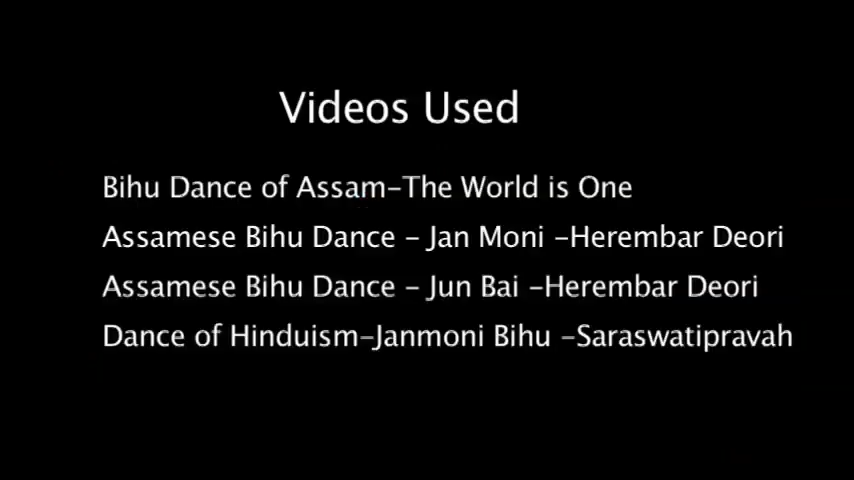 Videos Used
Bihu Dance of Assam-The World is One
Assamese Bihu Dance - Jan Moni -Herembar Deori
Assamese Bihu Dance - Jun Bai -Herembar Deori
Dance of Hinduism-Janmoni Bihu -Saraswatipravah